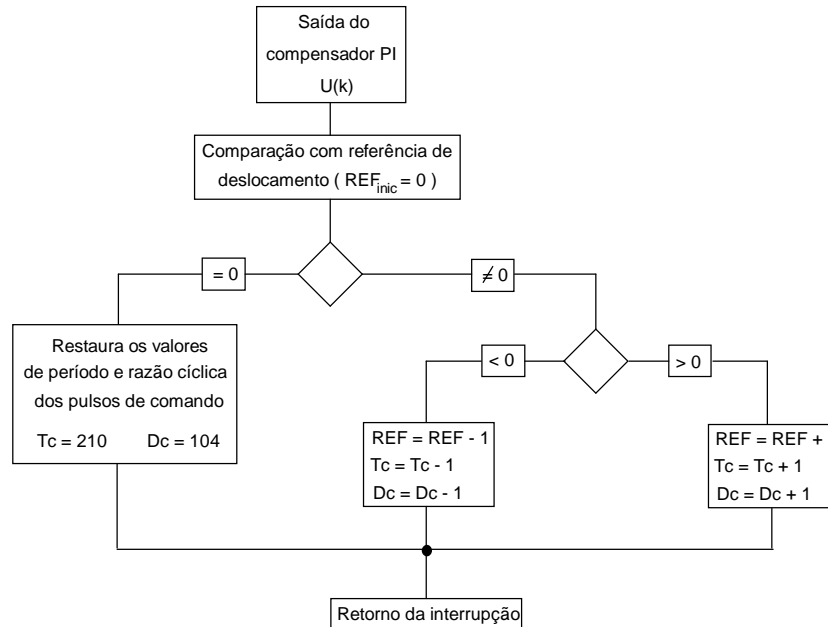 Saída do
compensador PI
U(k)
Comparação com referência de
deslocamento ( REFinic = 0 )
= 0
≠ 0
Restaura os valores
de período e razão cíclica
dos pulsos de comando
Tc = 210 Dc = 104
< 0
> 0
REF = REF - 1
Tc = Tc - 1
Dc = Dc - 1
REF = REF +
Tc = Tc + 1
Dc = Dc + 1
Retorno da interrupção